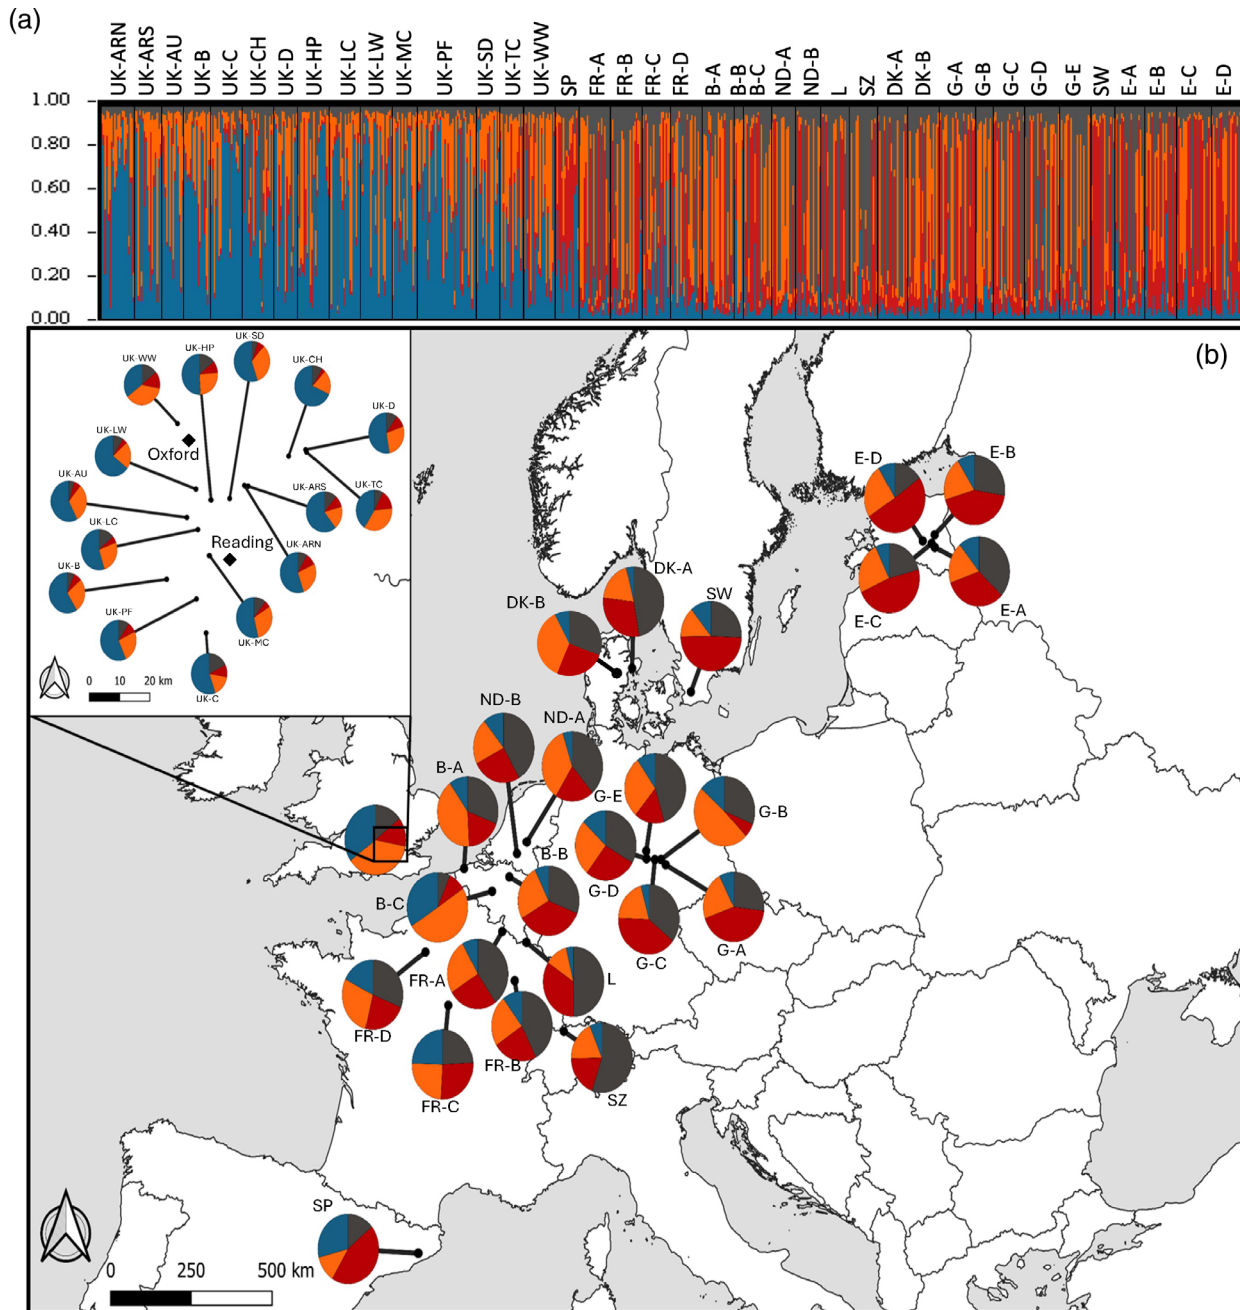 (a)
UK-ARN UK-ARS UK-AU UK-B UK-C UK-CH UK-D UK-HP UK-LC UK-LW UK-MC UK-PF UK-SD UK-TC UK-WW SP FR-A FR-B FR-C FR-D B-A B-B B-C ND-A ND-B L SZ DK-A DK-B G-A G-B G-C G-D G-E SW E-A E-B E-C E-D
1.00
0.80
0.60
0.40
0.20
0.00
(b)
UK-SD
UK-HP
UK-WW
UK-CH
UK-D
UK-LW
Oxford
UK-AU
UK-ARS
UK-TC
UK-LC
Reading
UK-ARN
UK-B
UK-PF
UK-MC
UK-C
0 10 20 km
E-D
E-B
E-C
E-A
DK-A
DK-B
SW
ND-B
ND-A
B-A
G-E
G-B
B-B
G-D
B-C
G-C
G-A
FR-A
L
FR-D
FR-B
FR-C
SZ
SP
0 250 500 km